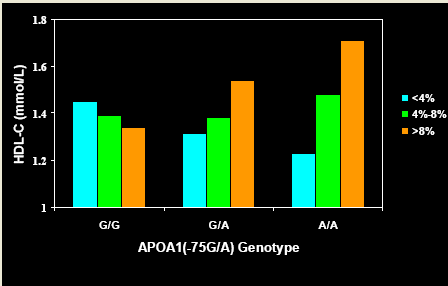 HDL-C (mmol/L)
1.8
1.6
1.4
1.2
1
G/G
G/A
A/A
APOA1(-75G/A) Genotype
<4%
4%-8%
>8%